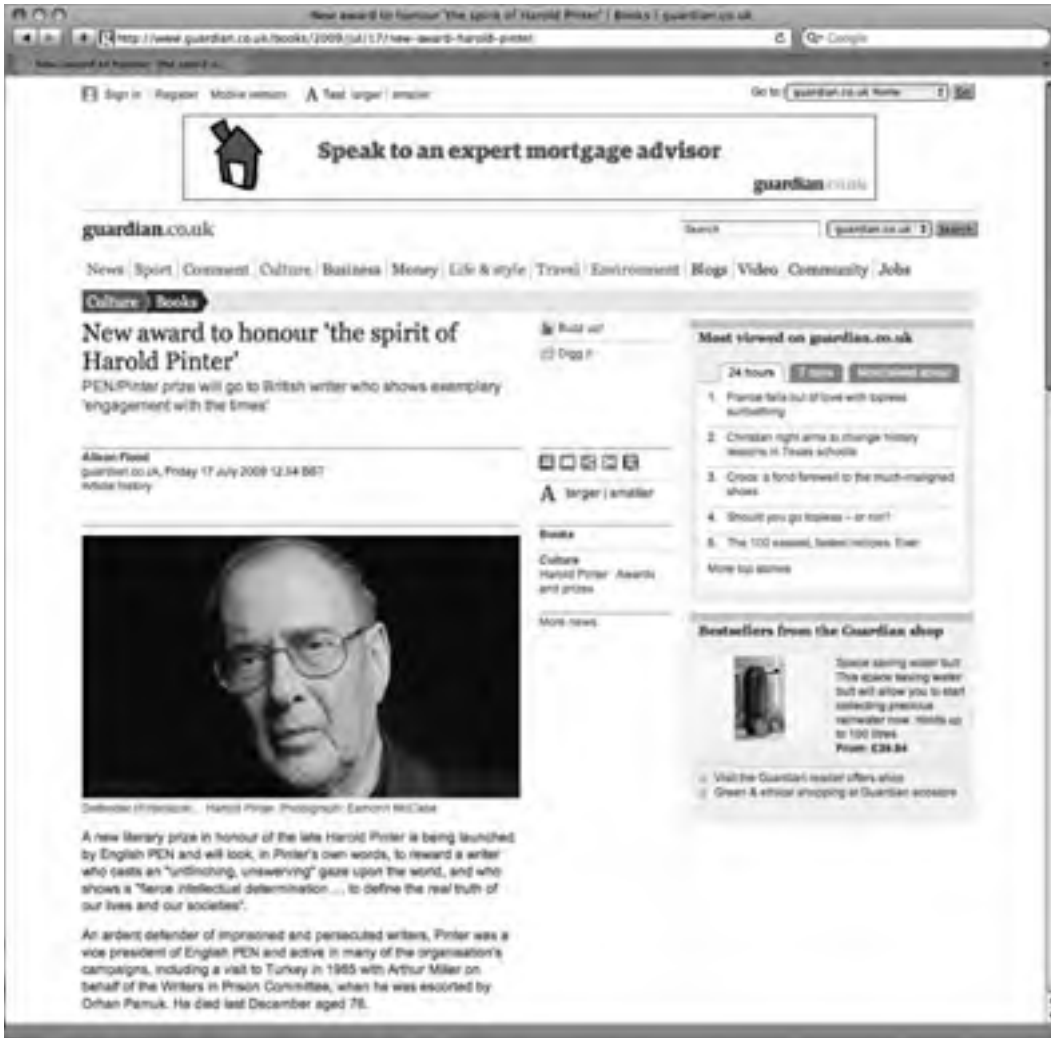 New award to honour 'the spirit of Harold Pinter' | Books | guardian.co.uk
http://www.guardian.co.uk/books/2009/jul/17/new-award-harold-pinter
Google
New award to honour 'the spirit o...
Sign in Register Mobile version A Text larger | smaller
Go to: guardian.co.uk home Go
Speak to an expert mortgage advisor
guardian.co.uk
guardian.co.uk
Search guardian.co.uk Search
News Sport Comment Culture Business Money Life & style Travel Environment Blogs Video Community Jobs
Culture Books
New award to honour 'the spirit of
Harold Pinter'
PEN/Pinter prize will go to British writer who shows exemplary
'engagement with the times'
Alison Flood
guardian.co.uk, Friday 17 July 2009 12.54 BST
Article history
Harold Pinter. Photograph: Eamonn McCabe
A new literary prize in honour of the late Harold Pinter is being launched
by English PEN and will look, in Pinter's own words, to reward a writer
who casts an "unflinching, unswerving" gaze upon the world, and who
shows a "fierce intellectual determination ... to define the real truth of
our lives and our societies".
An ardent defender of imprisoned and persecuted writers, Pinter was a
vice president of English PEN and active in many of the organisation's
campaigns, including a visit to Turkey in 1985 with Arthur Miller on
behalf of the Writers in Prison Committee, when he was escorted by
Orhan Pamuk. He died last December aged 78.
Buzz up!
Digg it
A larger | smaller
Books
Culture
Harold Pinter Awards
and prizes
More news
Most viewed on guardian.co.uk
24 hours
1. France falls out of love with topless
sunbathing
2. Christian right aims to change history
lessons in Texas schools
3. Crocs: a fond farewell to the much-maligned
shoes
4. Should you go topless – or not?
5. The 100 easiest, fastest recipes. Ever
More top stories
Bestsellers from the Guardian shop
Space saving water butt
This space saving water
butt will allow you to start
collecting precious
rainwater now. Holds up
to 100 litres
From: £39.94
Visit the Guardian reader offers shop
Green & ethical shopping at Guardian ecostore